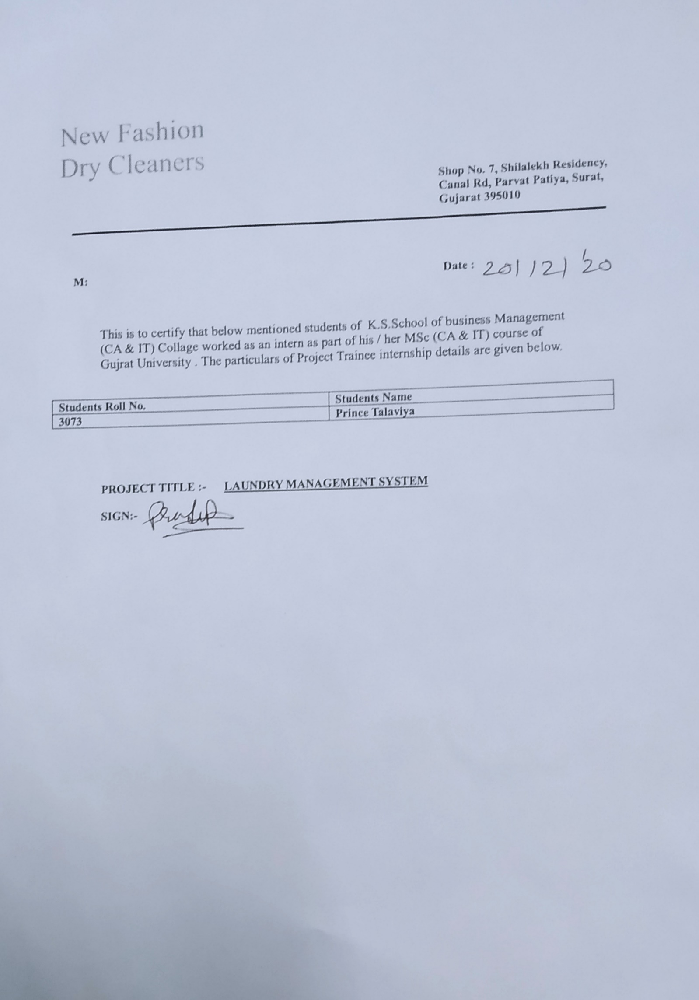 New Fashion
Dry Cleaners
Shop No. 7, Shilalekh Residency,
Canal Rd, Parvat Patiya, Surat,
Gujarat 395010
Date : 20/12/'20
M:
This is to certify that below mentioned students of K.S.School of business Management
(CA & IT) Collage worked as an intern as part of his / her MSc (CA & IT) course of
Gujrat University . The particulars of Project Trainee internship details are given below.
Students Roll No. Students Name
3073 Prince Talaviya
PROJECT TITLE :- LAUNDRY MANAGEMENT SYSTEM
SIGN:-